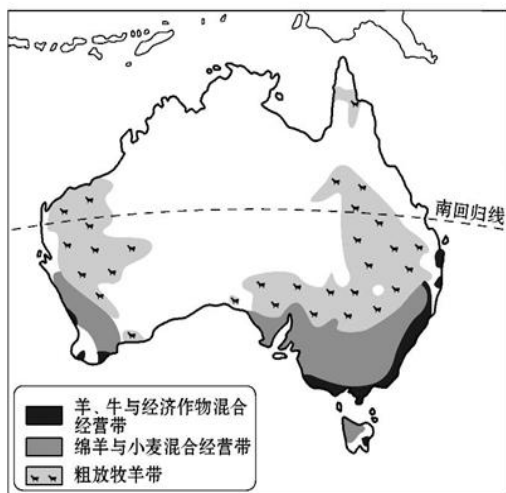 南回归线
羊、牛与经济作物混合
经营带
绵羊与小麦混合经营带
粗放牧羊带